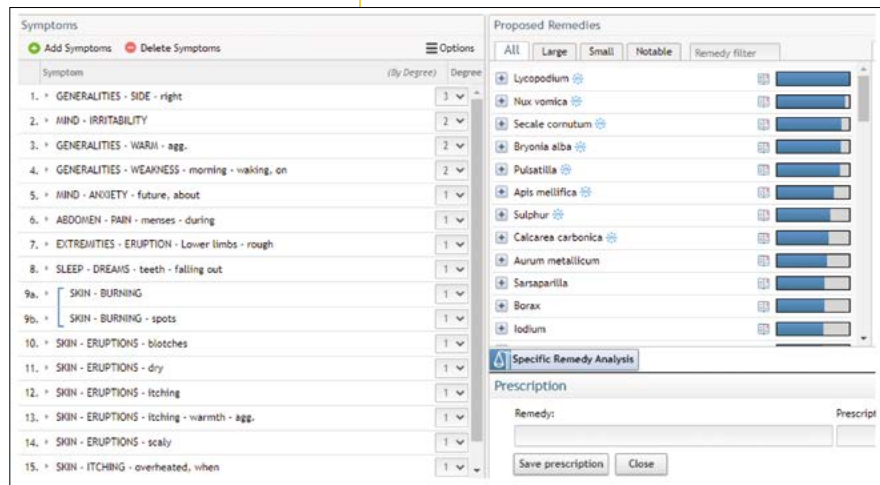 Symptoms
Add Symptoms Delete Symptoms Options
Symptom (By Degree) Degree
1. GENERALITIES - SIDE - right 3
2. MIND - IRRITABILITY 2
3. GENERALITIES - WARM - agg. 2
4. GENERALITIES - WEAKNESS - morning - waking, on 2
5. MIND - ANXIETY - future, about 1
6. ABDOMEN - PAIN - menses - during 1
7. EXTREMITIES - ERUPTION - Lower limbs - rough 1
8. SLEEP - DREAMS - teeth - falling out 1
9a. SKIN - BURNING 1
9b. SKIN - BURNING - spots 1
10. SKIN - ERUPTIONS - blotches 1
11. SKIN - ERUPTIONS - dry 1
12. SKIN - ERUPTIONS - itching 1
13. SKIN - ERUPTIONS - itching - warmth - agg. 1
14. SKIN - ERUPTIONS - scaly 1
15. SKIN - ITCHING - overheated, when 1
Proposed Remedies
All Large Small Notable Remedy filter
Lycopodium
Nux vomica
Secale cornutum
Bryonia alba
Pulsatilla
Apis mellifica
Sulphur
Calcarea carbonica
Aurum metallicum
Sarsaparilla
Borax
Iodium
Specific Remedy Analysis
Prescription
Remedy: Prescript
Save prescription Close